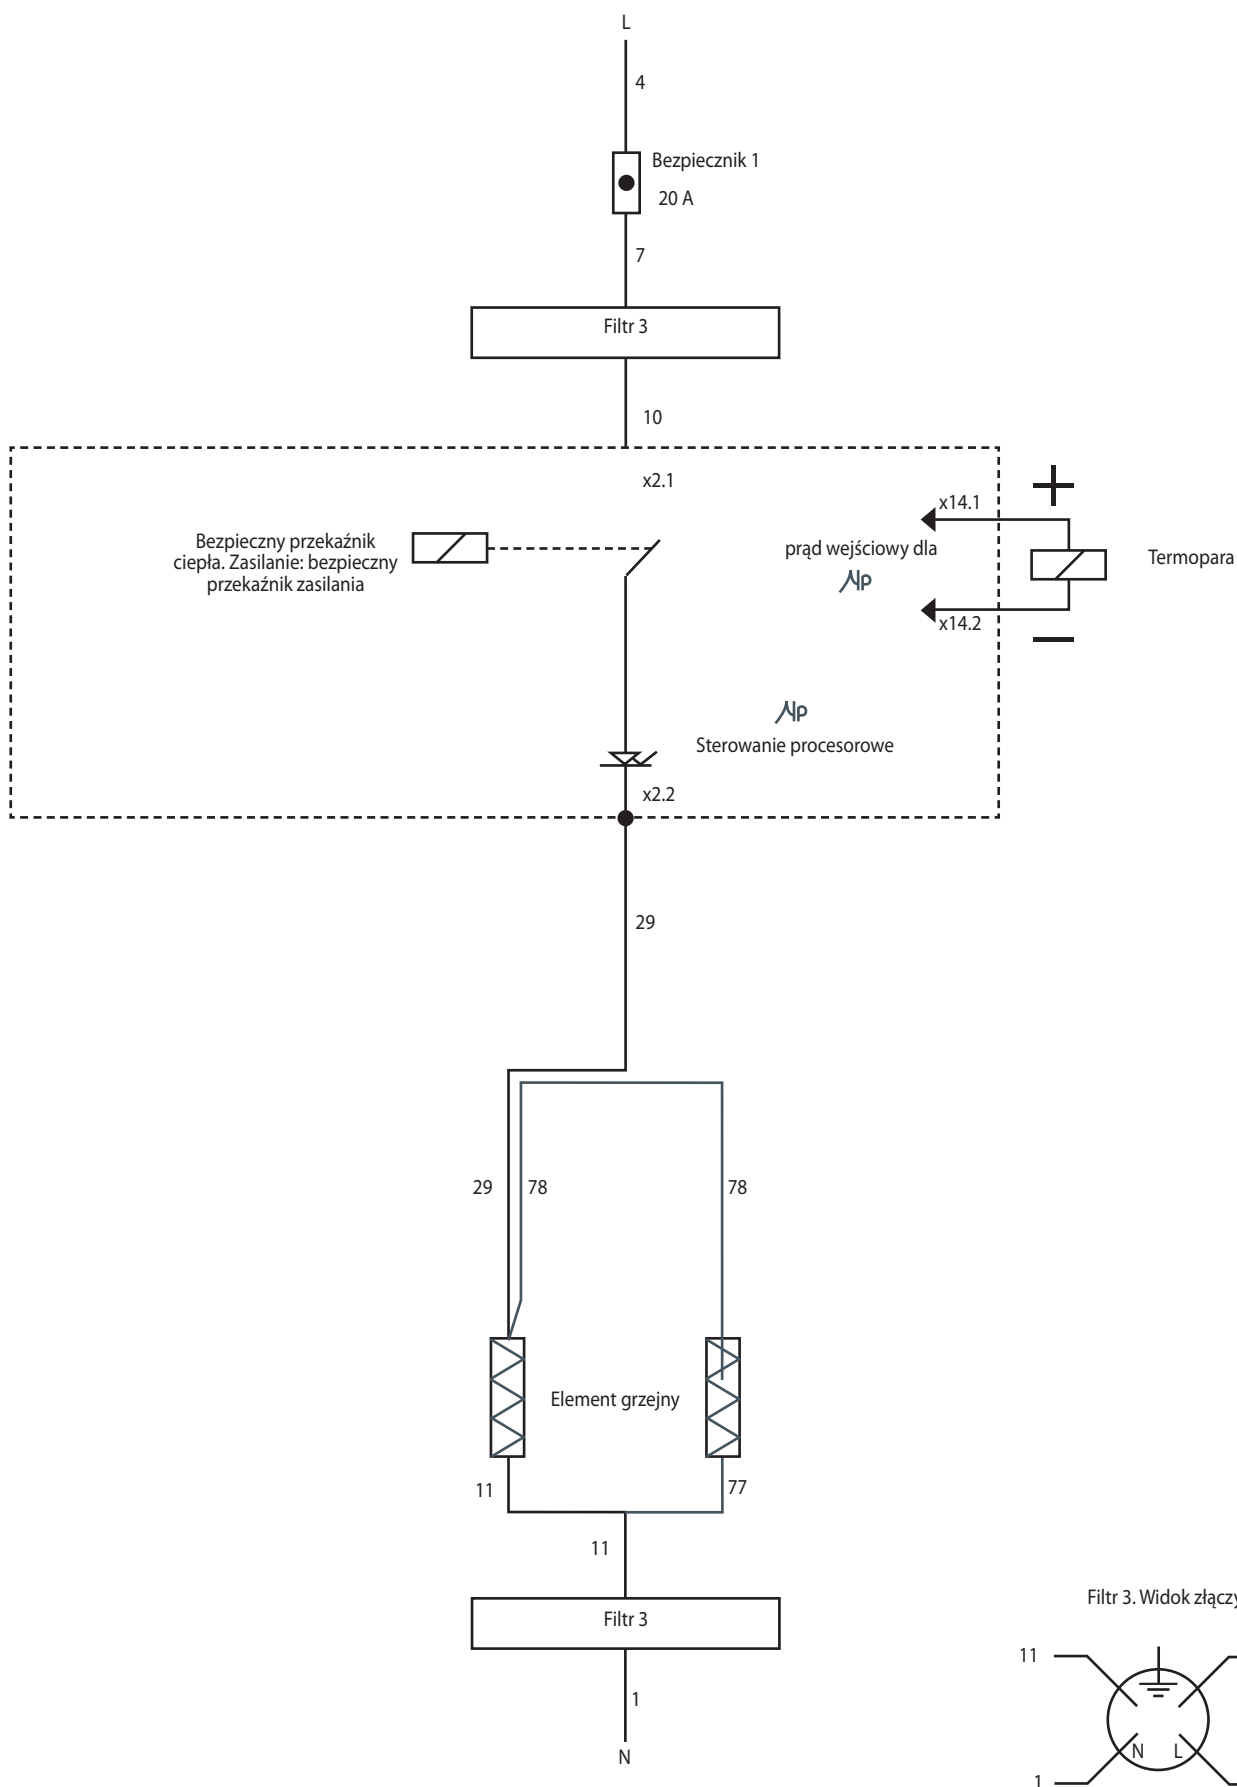 L
4
Bezpiecznik 1
20 A
7
Filtr 3
10
x2.1
x14.1
Bezpieczny przekaźnik
ciepła. Zasilanie: bezpieczny
przekaźnik zasilania
prąd wejściowy dla
Np
Termopara
x14.2
Np
Sterowanie procesorowe
x2.2
29
29
78
78
Element grzejny
11
77
11
Filtr 3
Filtr 3. Widok złączy
11
1
N
L
1
N